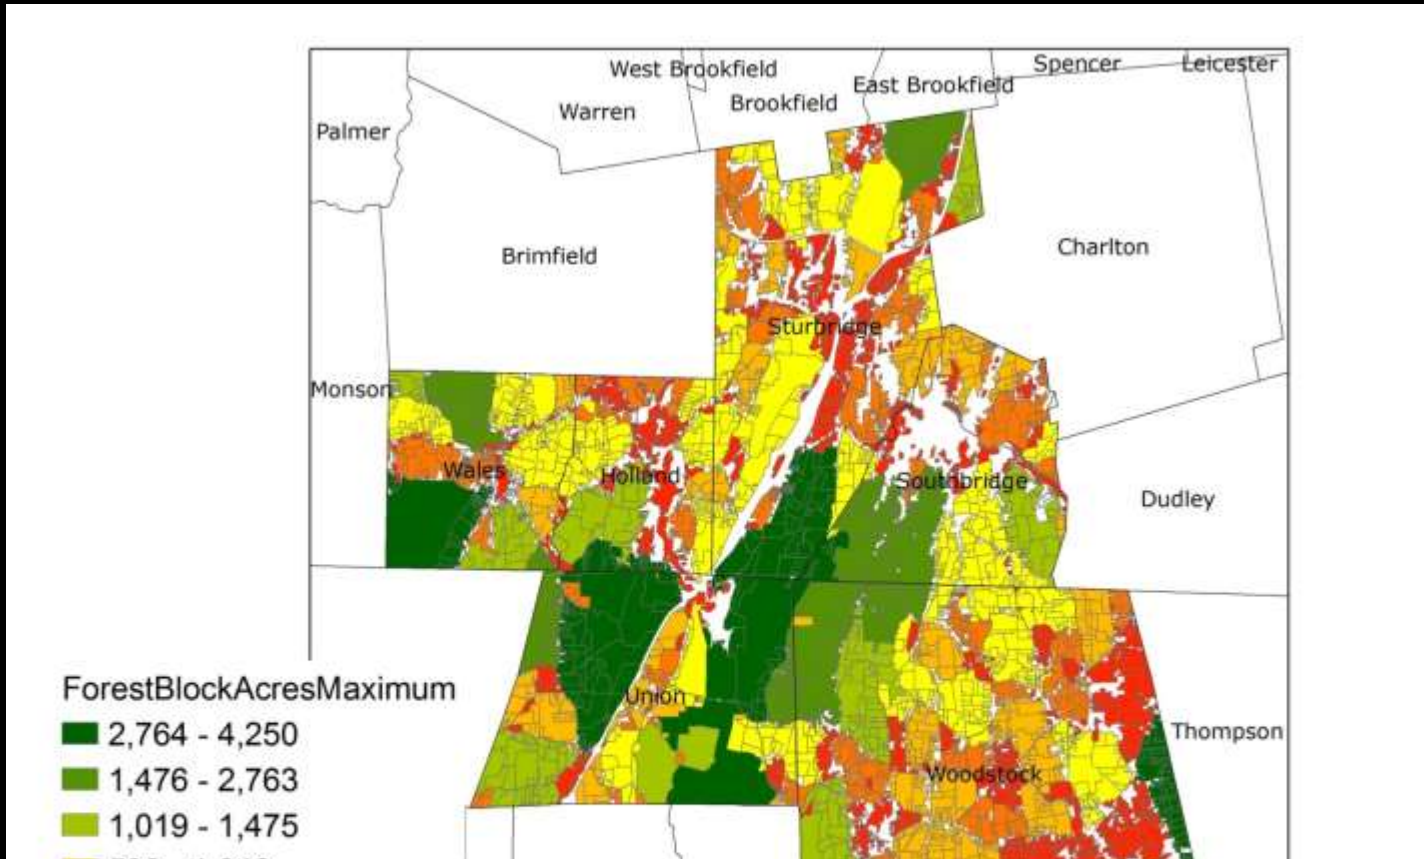 Spencer
Leicester
West Brookfield
East Brookfield
Brookfield
Warren
Palmer
Charlton
Brimfield
Sturbridge
Monson
Wales
Holland
Southbridge
Dudley
ForestBlockAcresMaximum
Union
2,764 - 4,250
Thompson
1,476 - 2,763
Woodstock
1,019 - 1,475